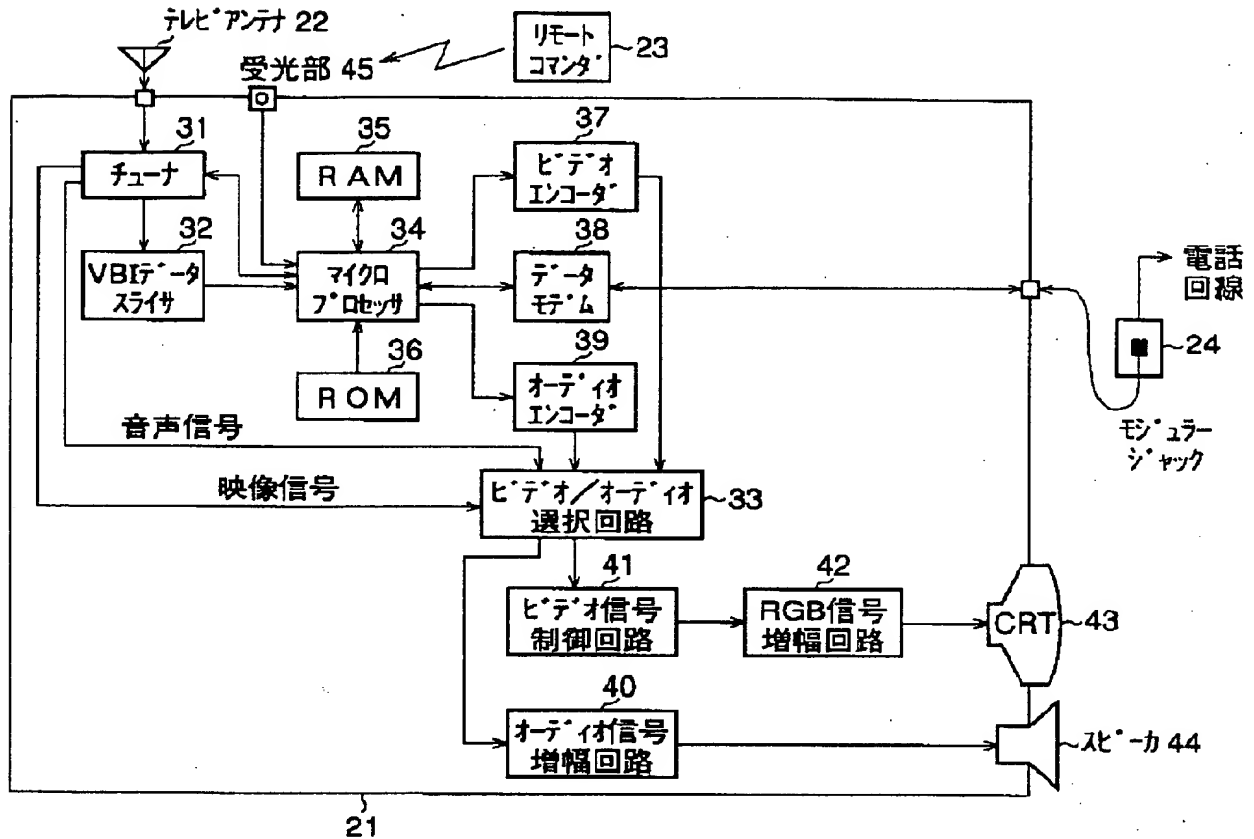 テレビアンテナ 22
受光部 45
リモート
コマンダ
23
31
チューナ
32
VBIデータ
スライサ
35
RAM
34
マイクロ
プロセッサ
36
ROM
37
ビデオ
エンコーダ
38
データ
モデム
39
オーディオ
エンコーダ
電話
回線
24
モジュラー
ジャック
音声信号
映像信号
ビデオ/オーディオ
選択回路
33
41
ビデオ信号
制御回路
42
RGB信号
増幅回路
CRT
43
40
オーディオ信号
増幅回路
スピーカ 44
21